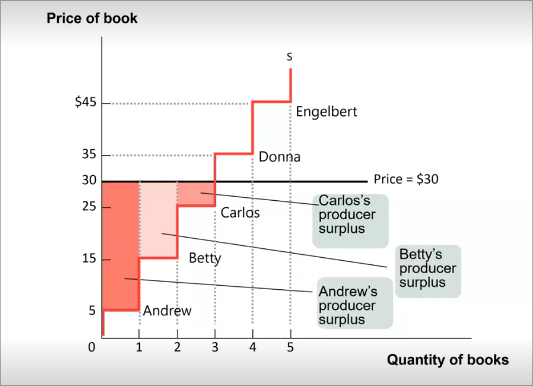 Price of book
S
$45
Engelbert
35
Donna
30
Price = $30
25
Carlos
Carlos's
producer
surplus
15
Betty
Betty's
producer
surplus
5
Andrew
Andrew's
producer
surplus
0
1
2
3
4
5
Quantity of books